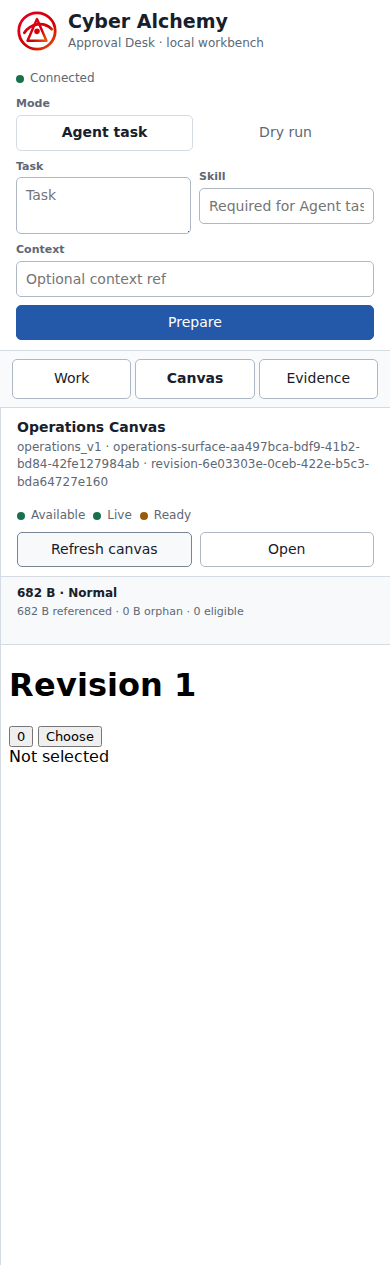 Cyber Alchemy
Approval Desk · local workbench
Connected
Mode
Agent task
Dry run
Task
Skill
Task
Required for Agent tas
Context
Optional context ref
Prepare
Work
Canvas
Evidence
Operations Canvas
operations_v1 · operations-surface-aa497bca-bdf9-41b2-
bd84-42fe127984ab · revision-6e03303e-0ceb-422e-b5c3-
bda64727e160
Available
Live
Ready
Refresh canvas
Open
682 B · Normal
682 B referenced · 0 B orphan · 0 eligible
Revision 1
0
Choose
Not selected